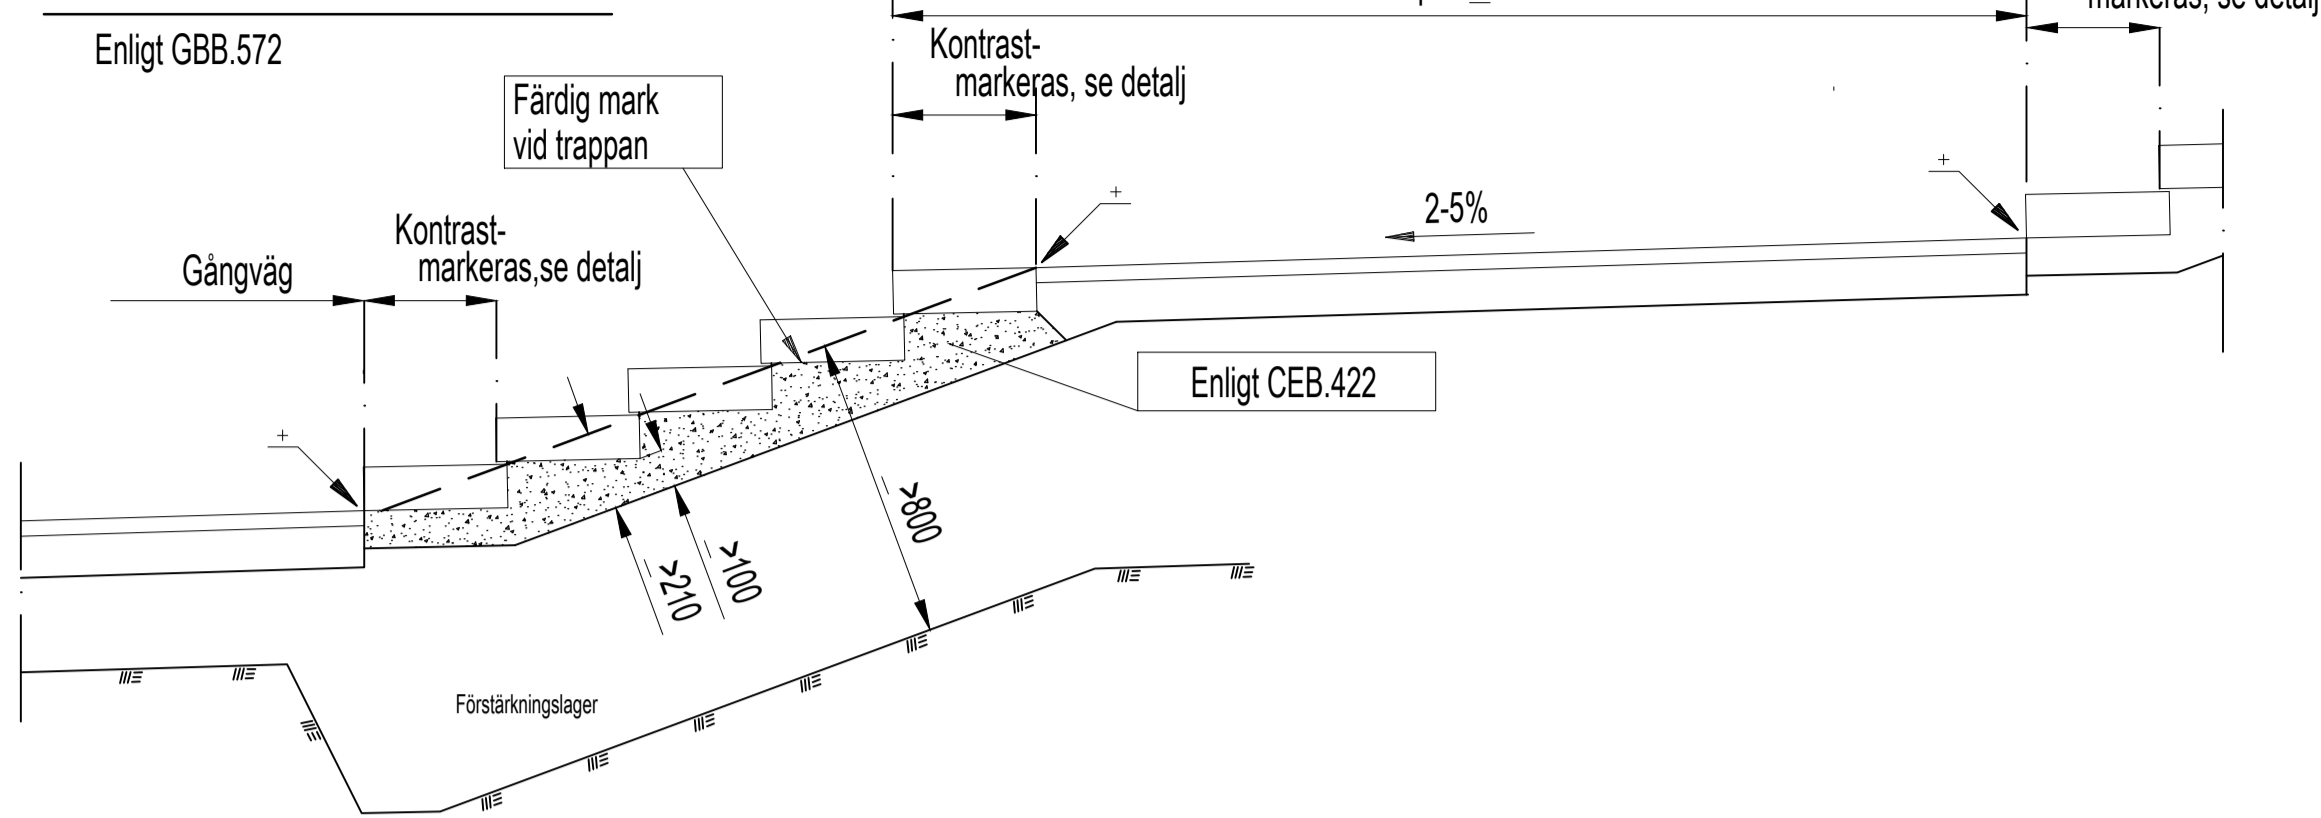 markeras, se detalj
Enligt GBB.572
Kontrast-
markeras, se detalj
Färdig mark
vid trappan
2-5%
+
+
Kontrast-
markeras,se detalj
Gångväg
Enligt CEB.422
+
≥800
≥100
≥210
Förstärkningslager